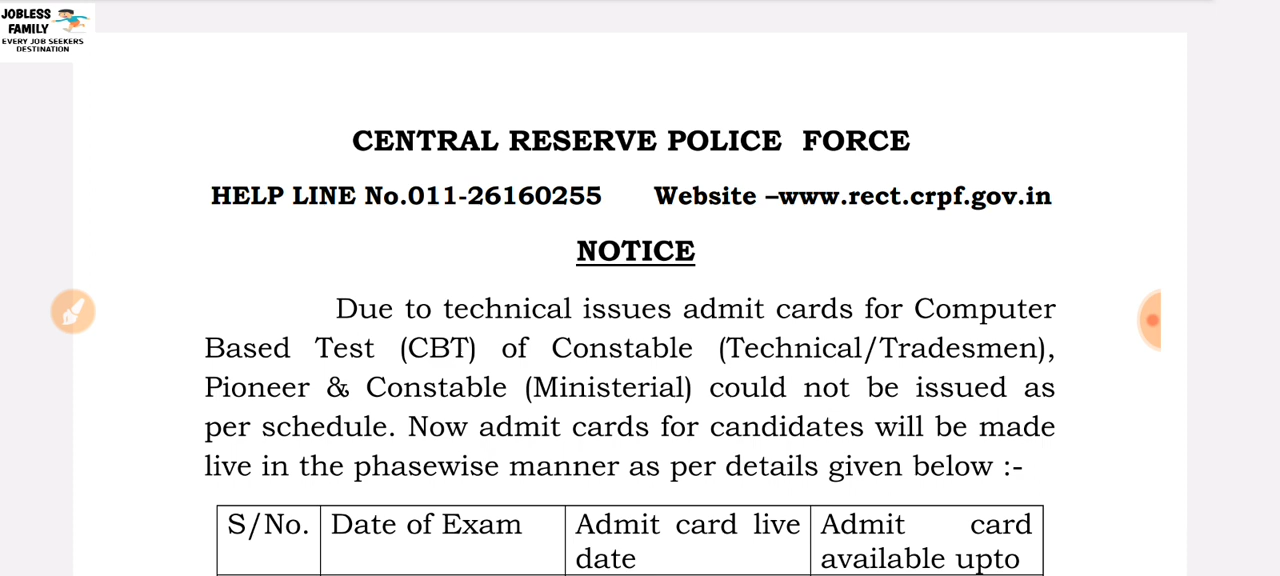 JOBLESS
FAMILY
EVERY JOB SEEKERS
DESTINATION
CENTRAL RESERVE POLICE FORCE
HELP LINE No.011-26160255 Website –www.rect.crpf.gov.in
NOTICE
Due to technical issues admit cards for Computer
Based Test (CBT) of Constable (Technical/Tradesmen),
Pioneer & Constable (Ministerial) could not be issued as
per schedule. Now admit cards for candidates will be made
live in the phasewise manner as per details given below :-
S/No. Date of Exam Admit card live Admit card
date available upto